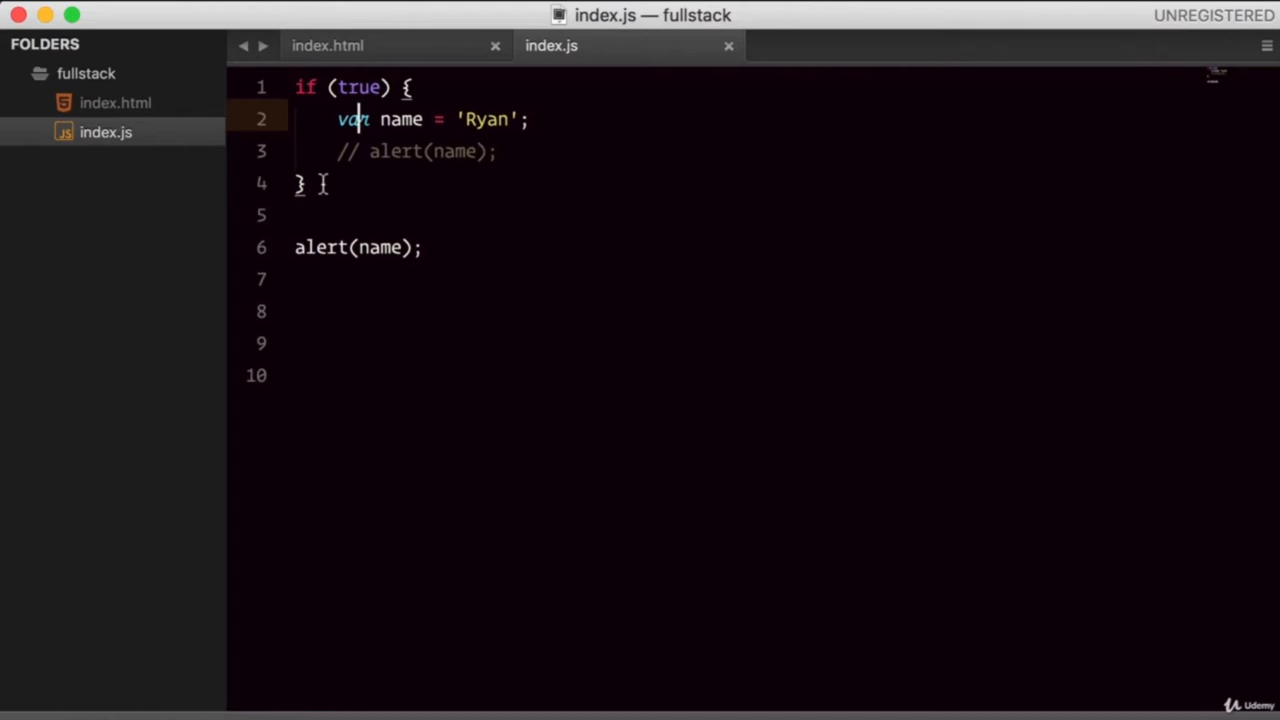 index.js — fullstack
UNREGISTERED
FOLDERS
fullstack
index.html
index.js
index.html
index.js
1 if (true) {
2 var name = 'Ryan';
3 // alert(name);
4 }
5
6 alert(name);
7
8
9
10
Udemy